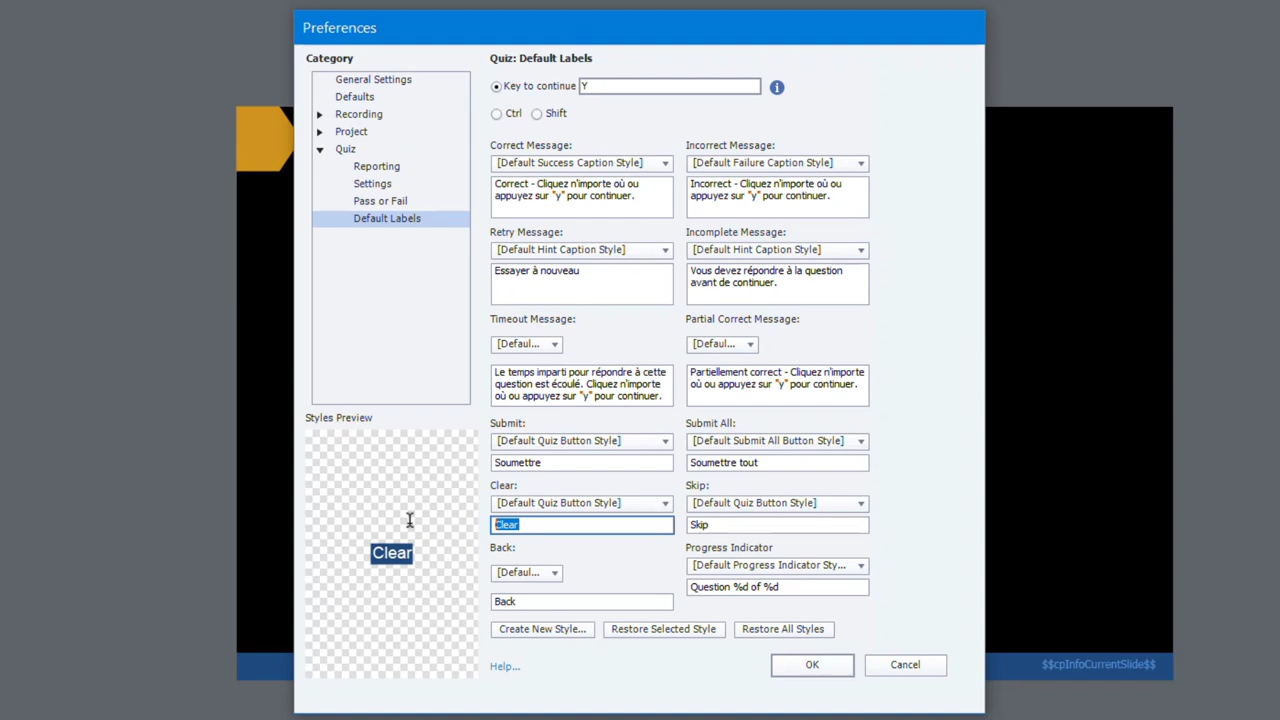 Preferences
Category
General Settings
Defaults
Recording
Project
Quiz
Reporting
Settings
Pass or Fail
Default Labels
Styles Preview
Clear
Quiz: Default Labels
Key to continue Y
Ctrl Shift
Correct Message: Incorrect Message:
[Default Success Caption Style] [Default Failure Caption Style]
Correct - Cliquez n'importe où ou
appuyez sur "y" pour continuer.
Incorrect - Cliquez n'importe où ou
appuyez sur "y" pour continuer.
Retry Message: Incomplete Message:
[Default Hint Caption Style] [Default Hint Caption Style]
Essayer à nouveau
Vous devez répondre à la question
avant de continuer.
Timeout Message: Partial Correct Message:
[Defaul... [Defaul...
Le temps imparti pour répondre à cette
question est écoulé. Cliquez n'importe
où ou appuyez sur "y" pour continuer.
Partiellement correct - Cliquez n'importe
où ou appuyez sur "y" pour continuer.
Submit: Submit All:
[Default Quiz Button Style] [Default Submit All Button Style]
Soumettre Soumettre tout
Clear: Skip:
[Default Quiz Button Style] [Default Quiz Button Style]
Clear Skip
Back: Progress Indicator
[Defaul... [Default Progress Indicator Sty...
Back Question %d of %d
Create New Style... Restore Selected Style Restore All Styles
Help... OK Cancel
$$cpInfoCurrentSlide$$